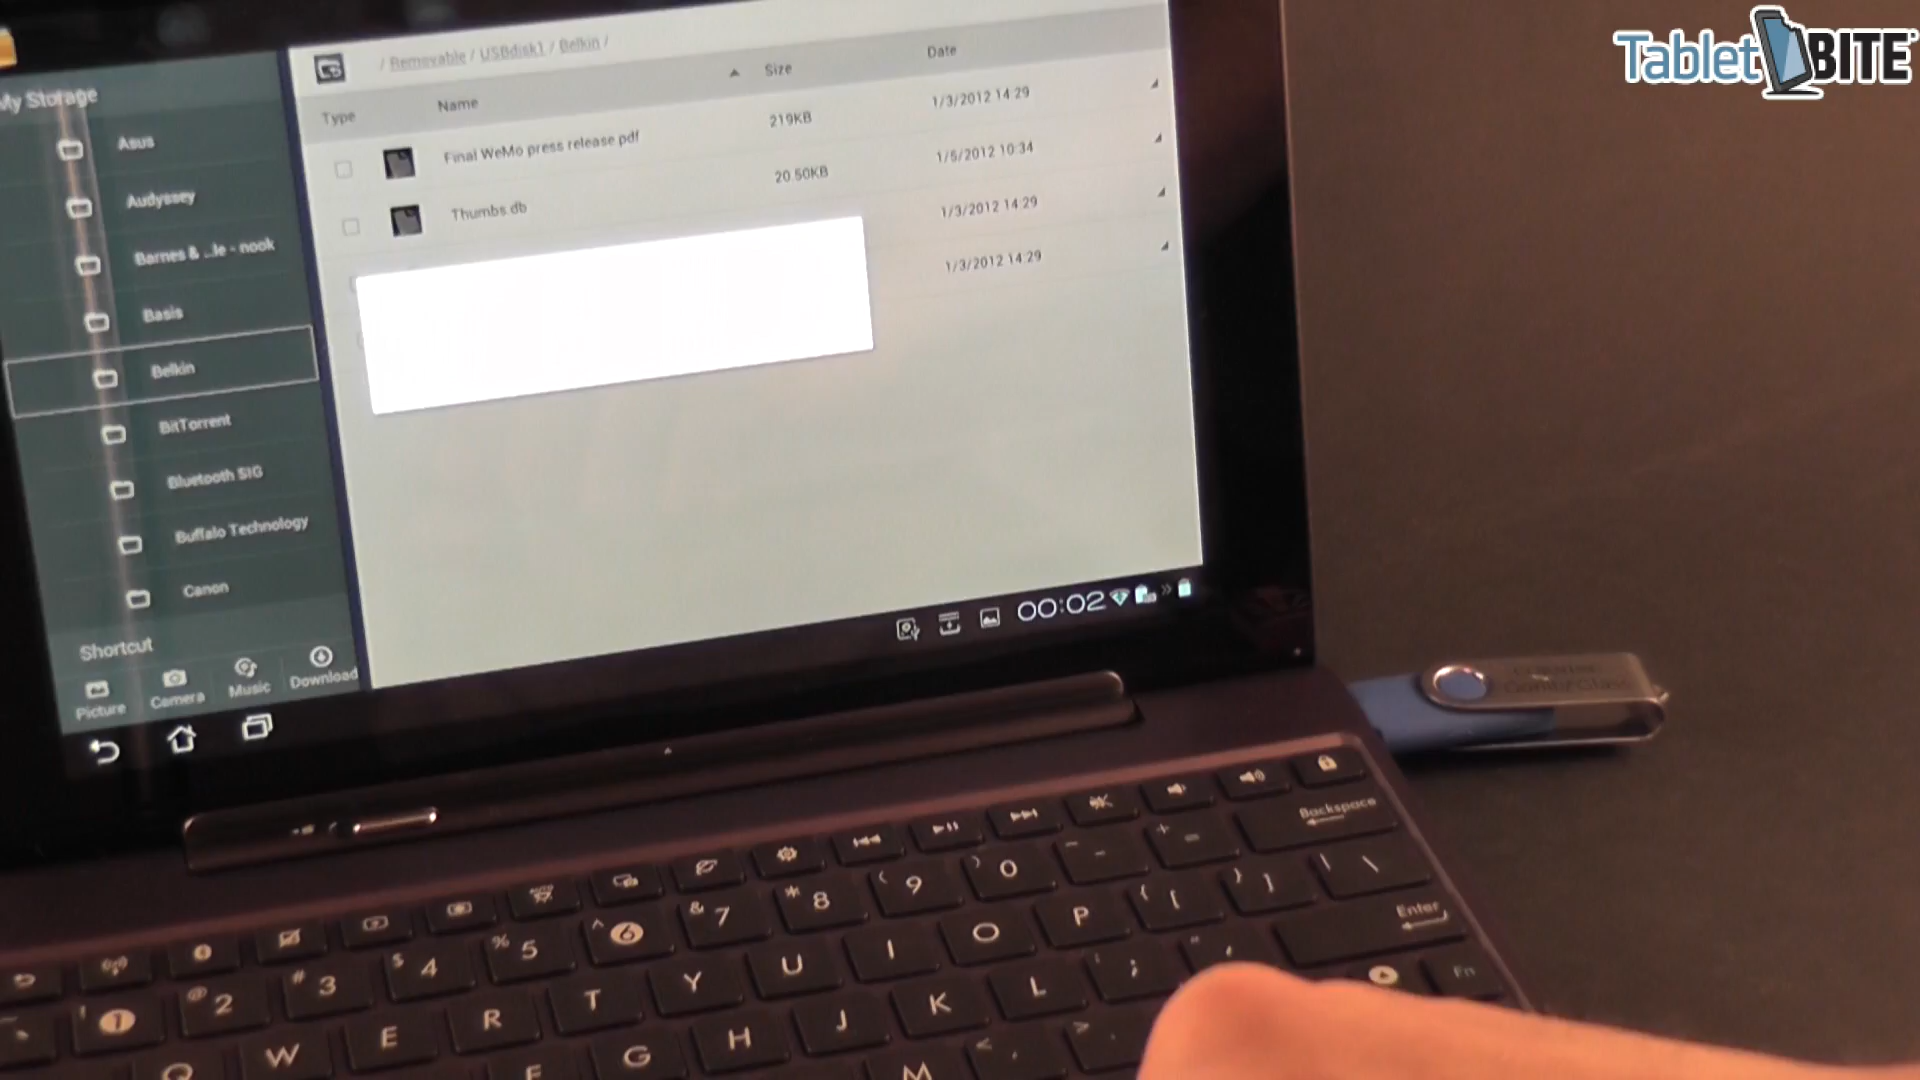 TabletBITE
My Storage
Asus
Audyssey
Barnes & ...le - nook
Basis
Belkin
BitTorrent
Bluetooth SIG
Buffalo Technology
Canon
Shortcut
Picture
Camera
Music
Download
/ Removable / USBdisk1 / Belkin /
Type Name Size Date
Final WeMo press release.pdf 219KB 1/3/2012 14:29
Thumbs.db 20.50KB 1/5/2012 10:34
1/3/2012 14:29
1/3/2012 14:29
00:02
Backspace
! 1 @ 2 # 3 $ 4 % 5 ^ 6 & 7 * 8 ( 9 ) 0 _ - + =
Q W E R T Y U I O P { [ } ] | \
Enter
F G H J K L : ; " '
M < , > .
Fn